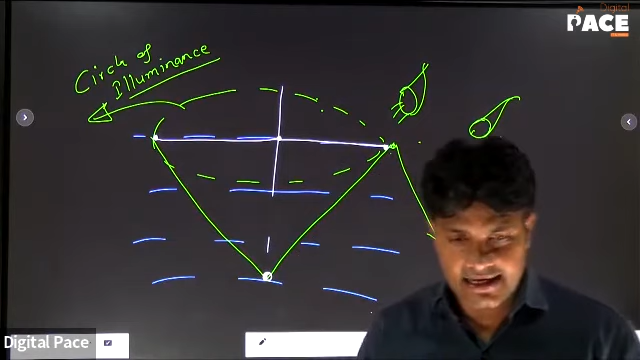 Digital
PACE
Circle of
Illuminance
Digital Pace